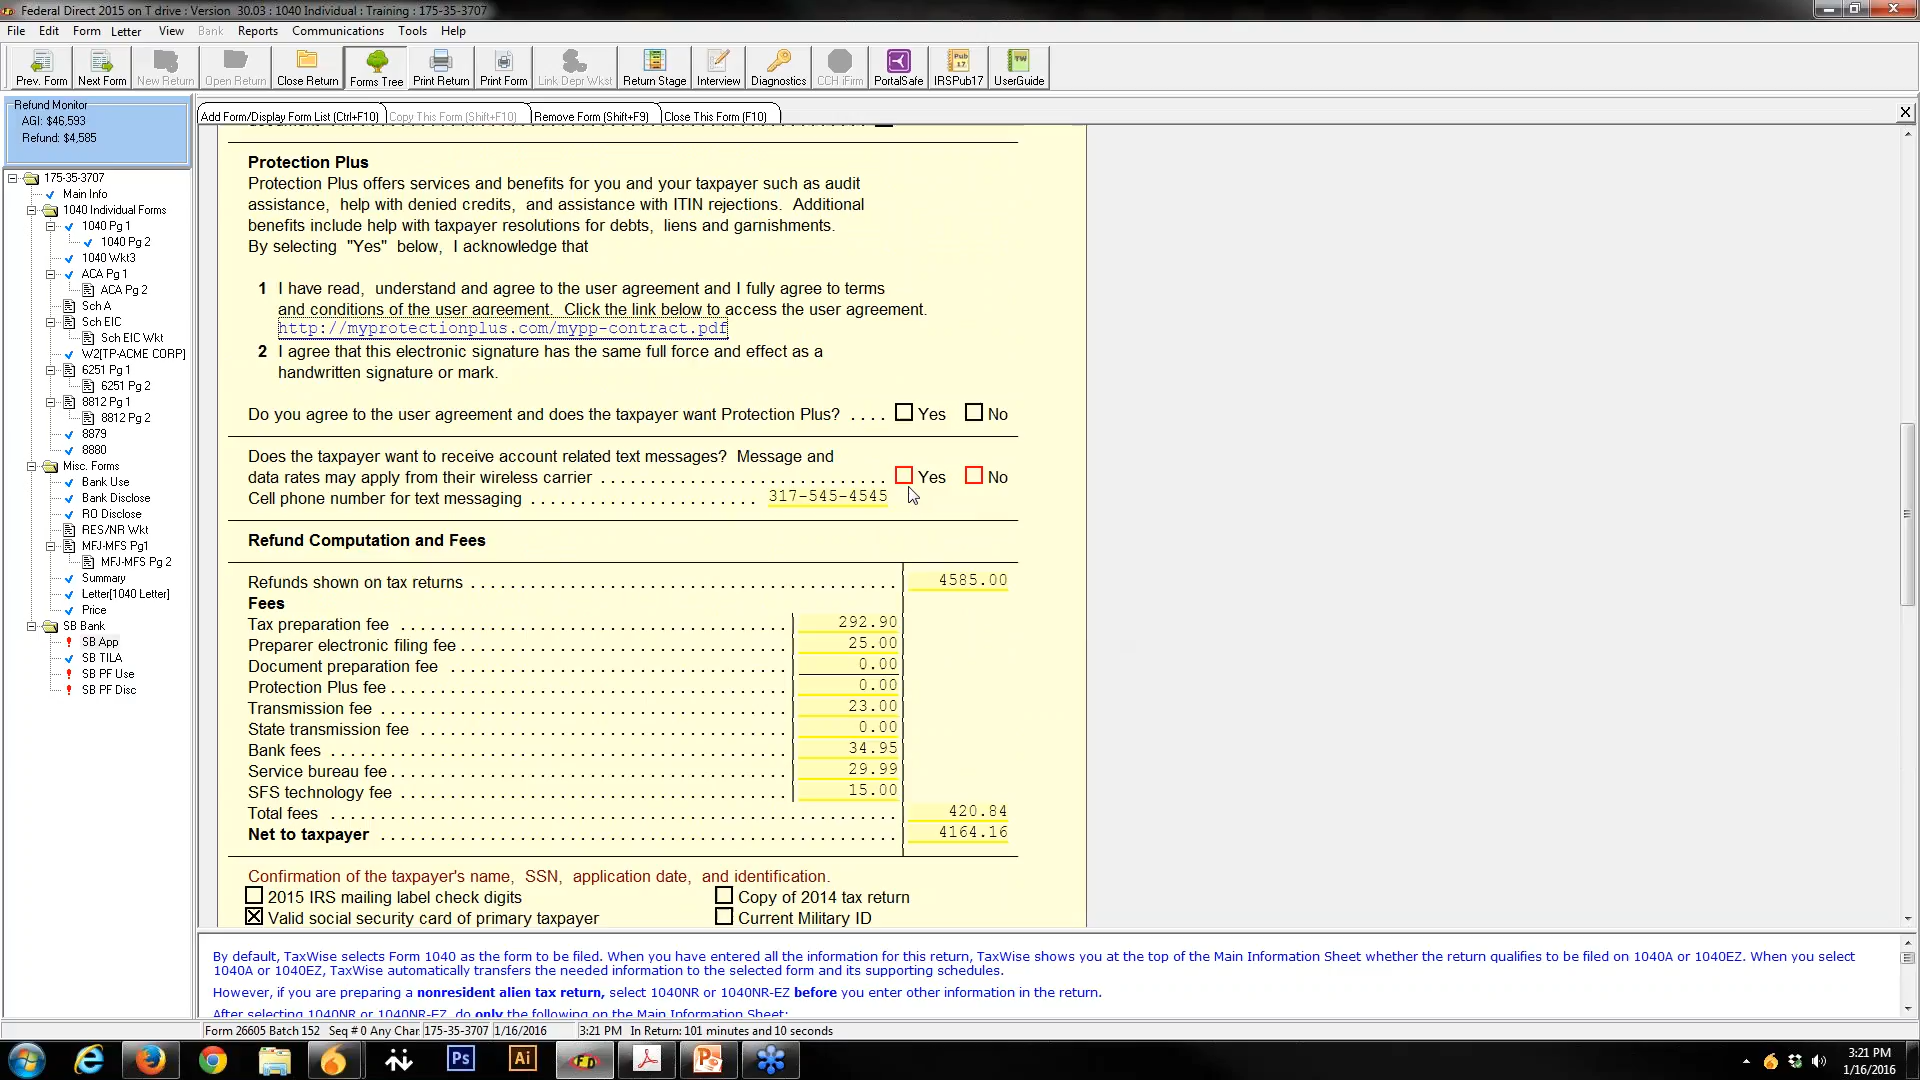 Federal Direct 2015 on T drive : Version 30.03 : 1040 Individual : Training : 175-35-3707
File Edit Form Letter View Bank Reports Communications Tools Help
Prev. Form Next Form New Return Open Return Close Return Forms Tree Print Return Print Form Link Depr Wkst Return Stage Interview Diagnostics CCH iFirm PortalSafe IRSPub17 UserGuide
Refund Monitor
AGI: $46,593
Refund: $4,585
Add Form/Display Form List (Ctrl+F10) Copy This Form (Shift+F10) Remove Form (Shift+F9) Close This Form (F10)
175-35-3707
Main Info
1040 Individual Forms
1040 Pg 1
1040 Pg 2
1040 Wkt3
ACA Pg 1
ACA Pg 2
Sch A
Sch EIC
Sch EIC Wkt
W2[TP-ACME CORP]
6251 Pg 1
6251 Pg 2
8812 Pg 1
8812 Pg 2
8879
8880
Misc. Forms
Bank Use
Bank Disclose
RO Disclose
RES/NR Wkt
MFJ-MFS Pg1
MFJ-MFS Pg 2
Summary
Letter[1040 Letter]
Price
SB Bank
SB App
SB TILA
SB PF Use
SB PF Disc
Protection Plus
Protection Plus offers services and benefits for you and your taxpayer such as audit
assistance, help with denied credits, and assistance with ITIN rejections. Additional
benefits include help with taxpayer resolutions for debts, liens and garnishments.
By selecting "Yes" below, I acknowledge that
1 I have read, understand and agree to the user agreement and I fully agree to terms
and conditions of the user agreement. Click the link below to access the user agreement.
http://myprotectionplus.com/mypp-contract.pdf
2 I agree that this electronic signature has the same full force and effect as a
handwritten signature or mark.
Do you agree to the user agreement and does the taxpayer want Protection Plus? .... Yes No
Does the taxpayer want to receive account related text messages? Message and
data rates may apply from their wireless carrier .............................. Yes No
Cell phone number for text messaging ....................... 317-545-4545
Refund Computation and Fees
Refunds shown on tax returns ............................................. 4585.00
Fees
Tax preparation fee ........................................ 292.90
Preparer electronic filing fee .................................. 25.00
Document preparation fee ................................... 0.00
Protection Plus fee ......................................... 0.00
Transmission fee .......................................... 23.00
State transmission fee ...................................... 0.00
Bank fees ............................................... 34.95
Service bureau fee ......................................... 29.99
SFS technology fee ........................................ 15.00
Total fees ........................................................... 420.84
Net to taxpayer ...................................................... 4164.16
Confirmation of the taxpayer's name, SSN, application date, and identification.
2015 IRS mailing label check digits Copy of 2014 tax return
Valid social security card of primary taxpayer Current Military ID
By default, TaxWise selects Form 1040 as the form to be filed. When you have entered all the information for this return, TaxWise shows you at the top of the Main Information Sheet whether the return qualifies to be filed on 1040A or 1040EZ. When you select
1040A or 1040EZ, TaxWise automatically transfers the needed information to the selected form and its supporting schedules.
However, if you are preparing a nonresident alien tax return, select 1040NR or 1040NR-EZ before you enter other information in the return.
After selecting 1040NR or 1040NR-EZ, do only the following on the Main Information Sheet:
Form 26605 Batch 152 Seq # 0 Any Char 175-35-3707 1/16/2016 3:21 PM In Return: 101 minutes and 10 seconds
Ps Ai FD
3:21 PM
1/16/2016